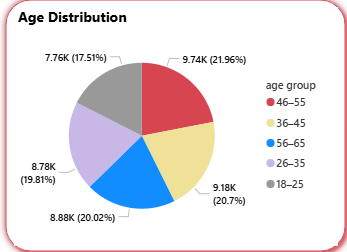 Age Distribution
7.76K (17.51%)
9.74K (21.96%)
age group
46–55
36–45
56–65
26–35
18–25
8.78K
(19.81%)
9.18K
(20.7%)
8.88K (20.02%)